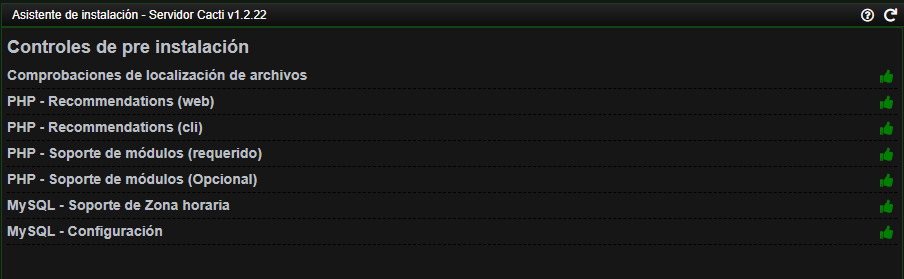 Asistente de instalación - Servidor Cacti v1.2.22
Controles de pre instalación
Comprobaciones de localización de archivos
PHP - Recommendations (web)
PHP - Recommendations (cli)
PHP - Soporte de módulos (requerido)
PHP - Soporte de módulos (Opcional)
MySQL - Soporte de Zona horaria
MySQL - Configuración